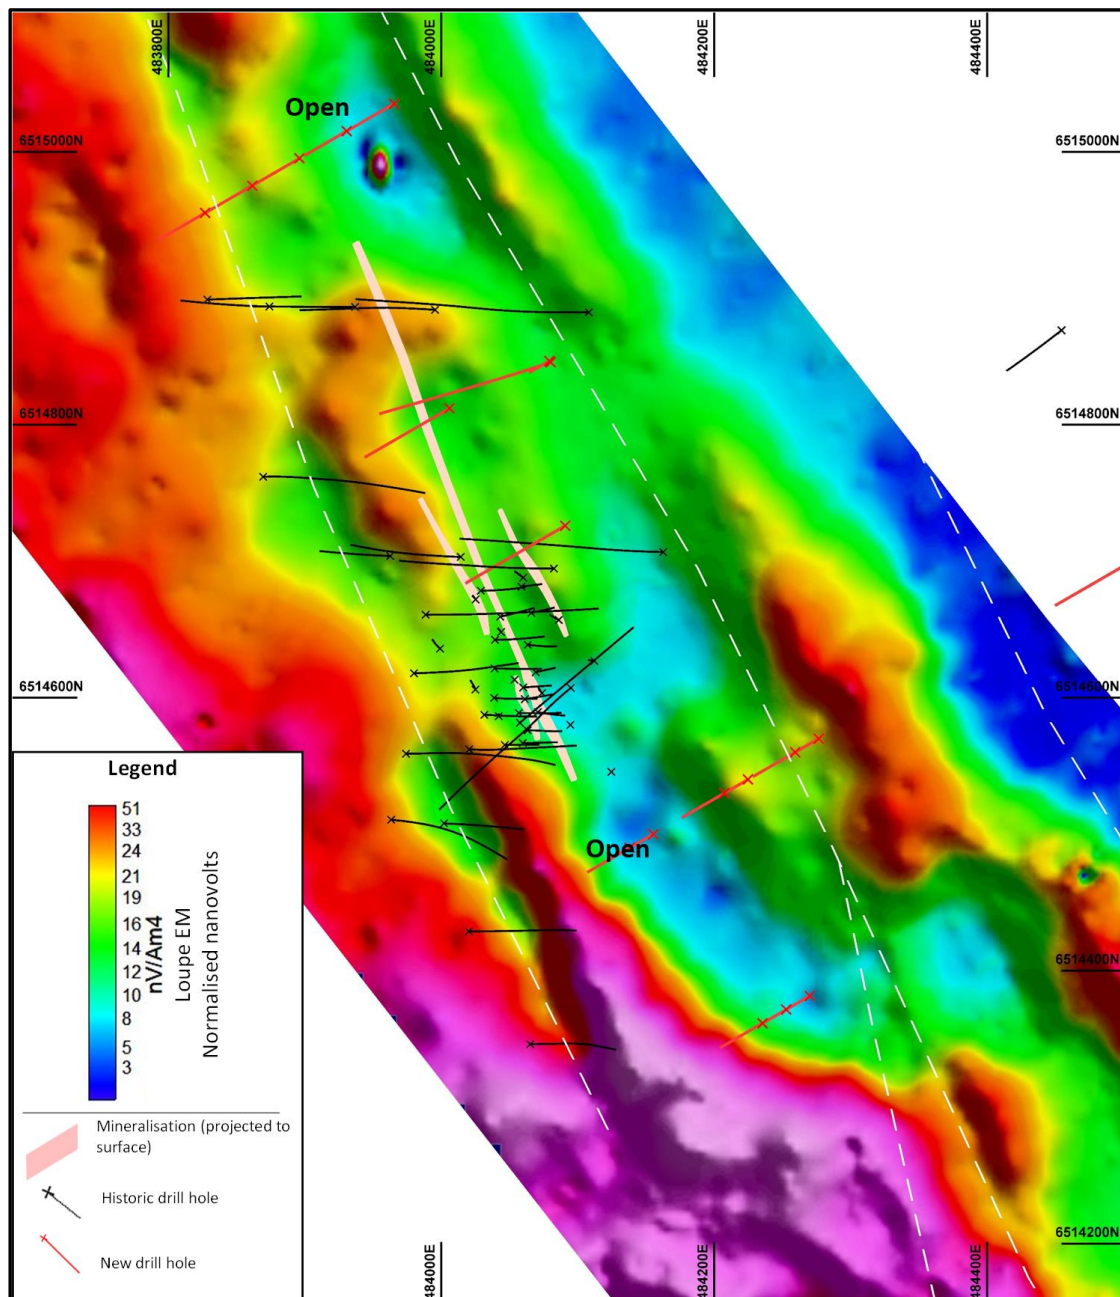 483800E
484000E
484200E
484400E
Open
6515000N
6515000N
6514800N
6514800N
6514600N
6514600N
Legend
51
33
24
21
19
16
14
12
10
8
5
3
nV/Am4
Loupe EM
Normalised nanovolts
Open
6514400N
Mineralisation (projected to
surface)
Historic drill hole
New drill hole
6514200N
484000E
484200E
484400E